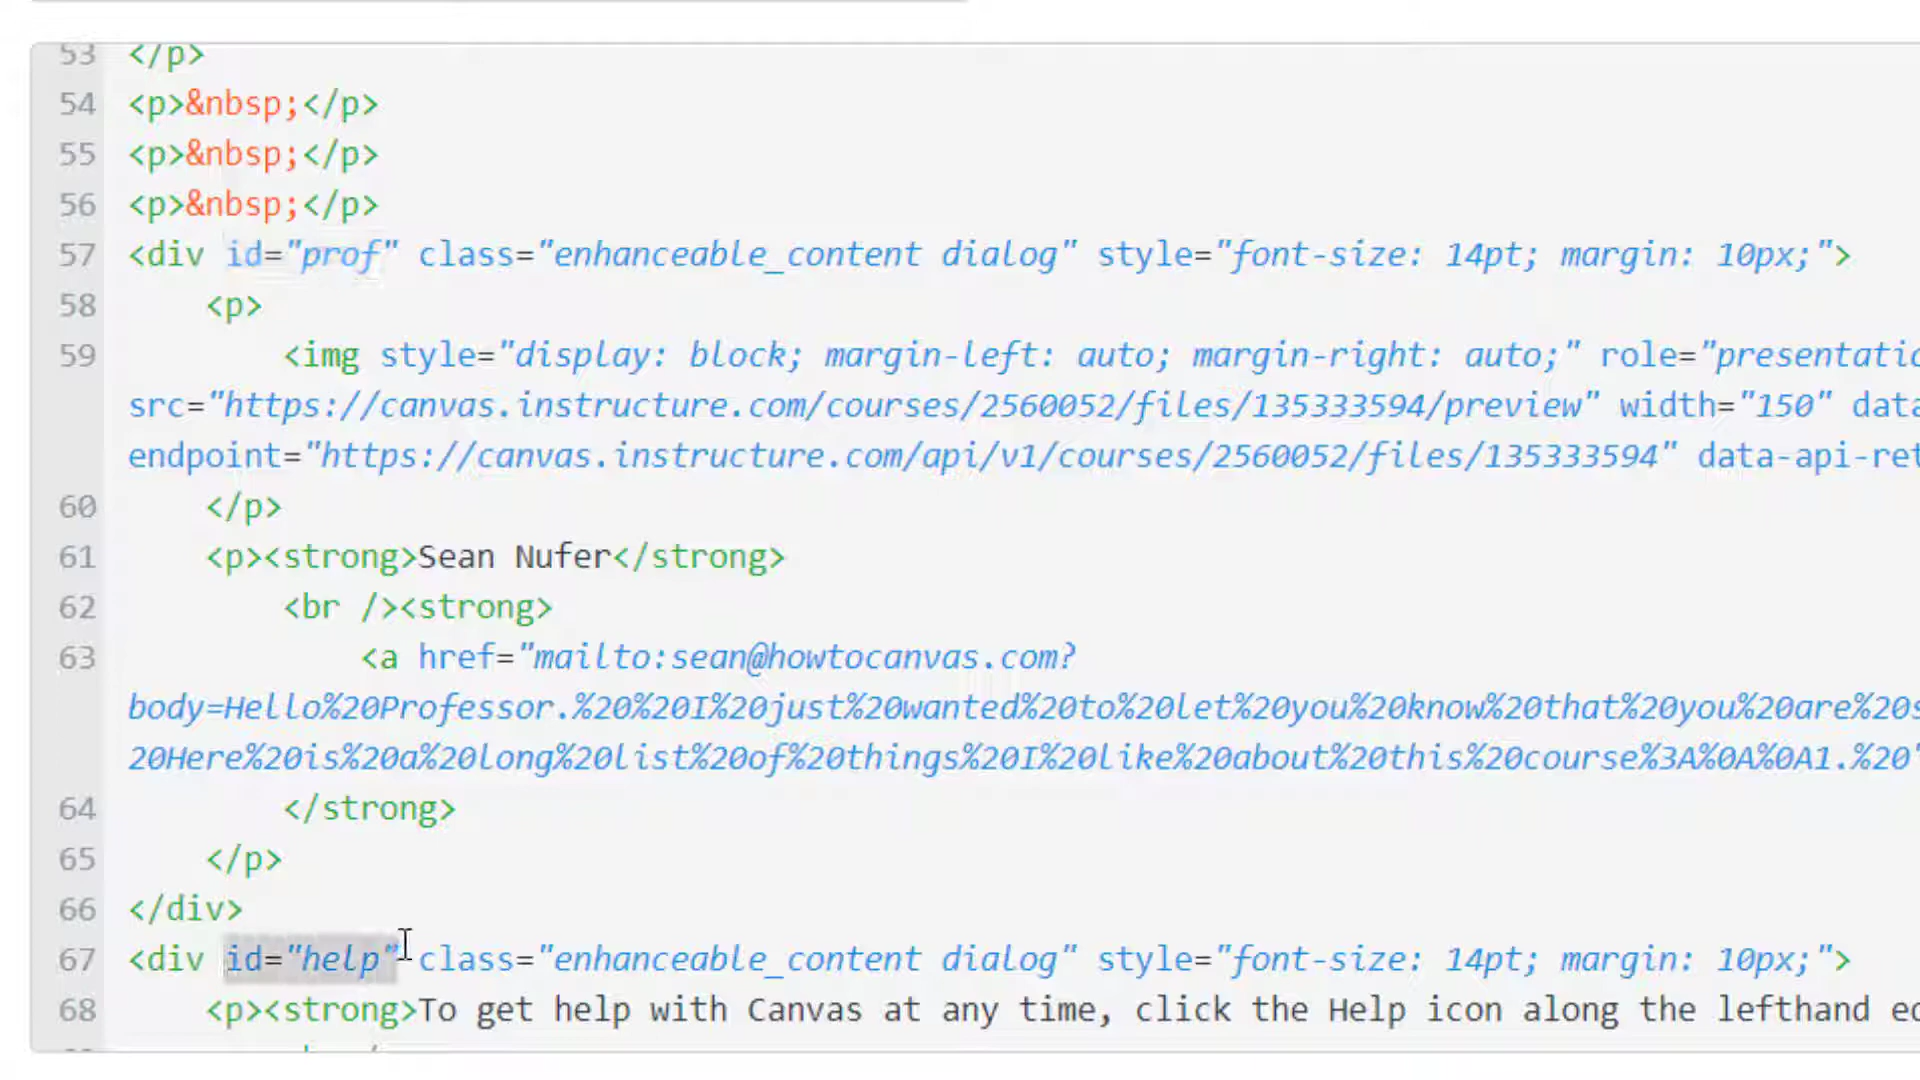 53 </p>
54 <p>&nbsp;</p>
55 <p>&nbsp;</p>
56 <p>&nbsp;</p>
57 <div id="prof" class="enhanceable_content dialog" style="font-size: 14pt; margin: 10px;">
58 <p>
59 <img style="display: block; margin-left: auto; margin-right: auto;" role="presentatio
src="https://canvas.instructure.com/courses/2560052/files/135333594/preview" width="150" data
endpoint="https://canvas.instructure.com/api/v1/courses/2560052/files/135333594" data-api-ret
60 </p>
61 <p><strong>Sean Nufer</strong>
62 <br /><strong>
63 <a href="mailto:sean@howtocanvas.com?
body=Hello%20Professor.%20%20I%20just%20wanted%20to%20let%20you%20know%20that%20you%20are%20s
20Here%20is%20a%20long%20list%20of%20things%20I%20like%20about%20this%20course%3A%0A%0A1.%20
64 </strong>
65 </p>
66 </div>
67 <div id="help" class="enhanceable_content dialog" style="font-size: 14pt; margin: 10px;">
68 <p><strong>To get help with Canvas at any time, click the Help icon along the lefthand ed